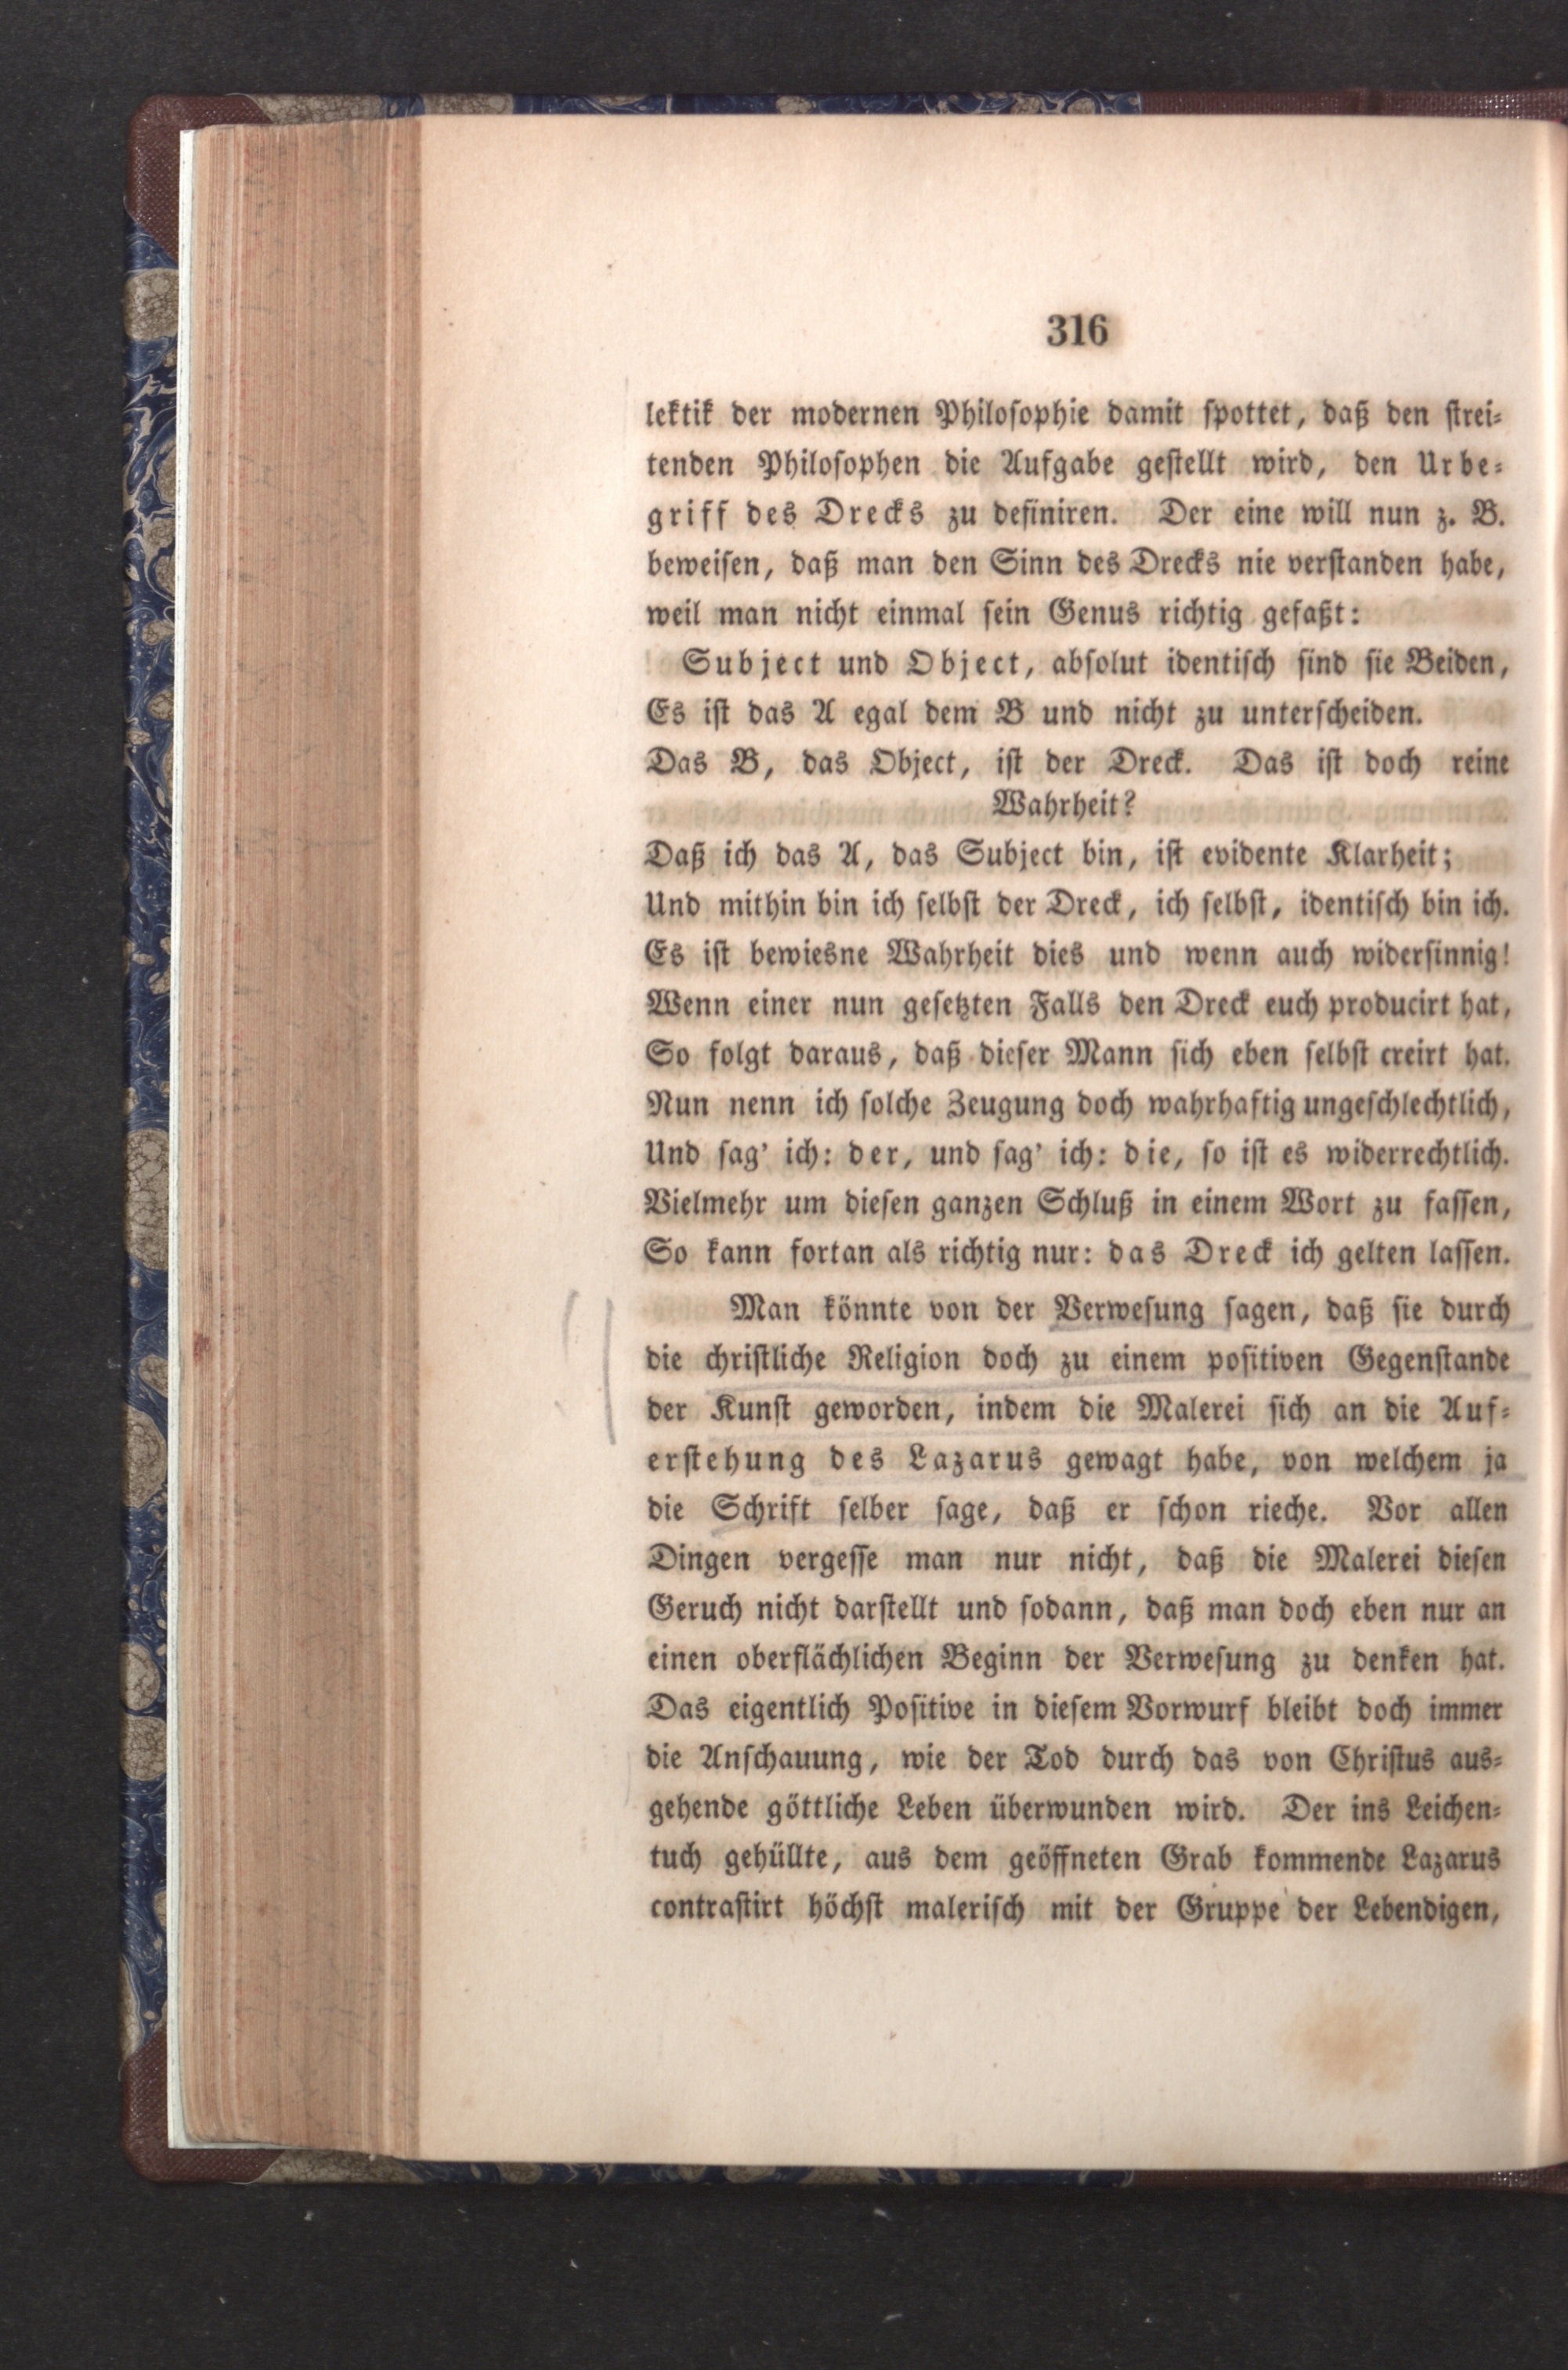 316
lektik der modernen Philosophie damit spottet, daß den strei-
tenden Philosophen die Aufgabe gestellt wird, den Urbe-
griff des Drecks zu definiren. Der eine will nun z. B.
beweisen, daß man den Sinn des Drecks nie verstanden habe,
weil man nicht einmal sein Genus richtig gefaßt:
Subject und Object, absolut identisch sind sie Beiden,
Es ist das A egal dem B und nicht zu unterscheiden.
Das B, das Object, ist der Dreck. Das ist doch reine
Wahrheit?
Daß ich das A, das Subject bin, ist evidente Klarheit;
Und mithin bin ich selbst der Dreck, ich selbst, identisch bin ich.
Es ist bewiesne Wahrheit dies und wenn auch widersinnig!
Wenn einer nun gesetzten Falls den Dreck euch producirt hat,
So folgt daraus, daß dieser Mann sich eben selbst creirt hat.
Nun nenn ich solche Zeugung doch wahrhaftig ungeschlechtlich,
Und sag' ich: der, und sag' ich: die, so ist es widerrechtlich.
Vielmehr um diesen ganzen Schluß in einem Wort zu fassen,
So kann fortan als richtig nur: das Dreck ich gelten lassen.
Man könnte von der Verwesung sagen, daß sie durch
die christliche Religion doch zu einem positiven Gegenstande
der Kunst geworden, indem die Malerei sich an die Auf-
erstehung des Lazarus gewagt habe, von welchem ja
die Schrift selber sage, daß er schon rieche. Vor allen
Dingen vergesse man nur nicht, daß die Malerei diesen
Geruch nicht darstellt und sodann, daß man doch eben nur an
einen oberflächlichen Beginn der Verwesung zu denken hat.
Das eigentlich Positive in diesem Vorwurf bleibt doch immer
die Anschauung, wie der Tod durch das von Christus aus-
gehende göttliche Leben überwunden wird. Der ins Leichen-
tuch gehüllte, aus dem geöffneten Grab kommende Lazarus
contrastirt höchst malerisch mit der Gruppe der Lebendigen,